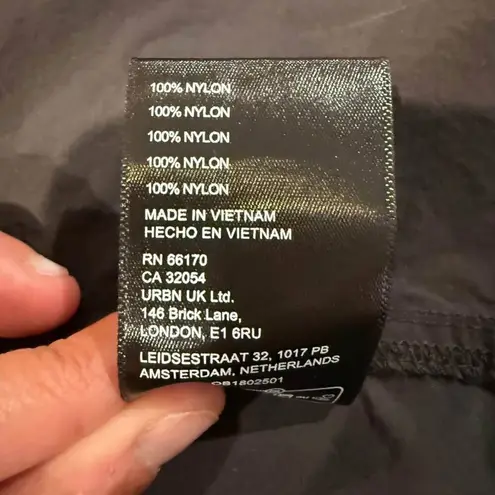 100% NYLON
100% NYLON
100% NYLON
100% NYLON
100% NYLON
MADE IN VIETNAM
HECHO EN VIETNAM
RN 66170
CA 32054
URBN UK Ltd.
146 Brick Lane,
LONDON, E1 6RU
LEIDSESTRAAT 32, 1017 PB
AMSTERDAM, NETHERLANDS
OB1802501